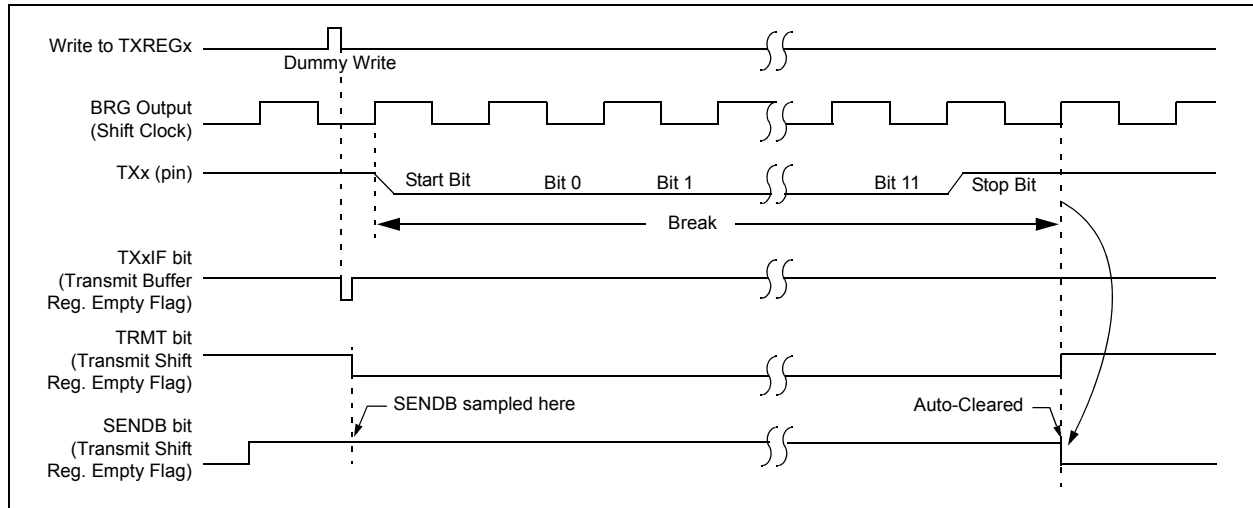 Write to TXREGx
Dummy Write
BRG Output
(Shift Clock)
TXx (pin)
Start Bit
Bit 0
Bit 1
Bit 11
Stop Bit
Break
TXxIF bit
(Transmit Buffer
Reg. Empty Flag)
TRMT bit
(Transmit Shift
Reg. Empty Flag)
SENDB sampled here
Auto-Cleared
SENDB bit
(Transmit Shift
Reg. Empty Flag)